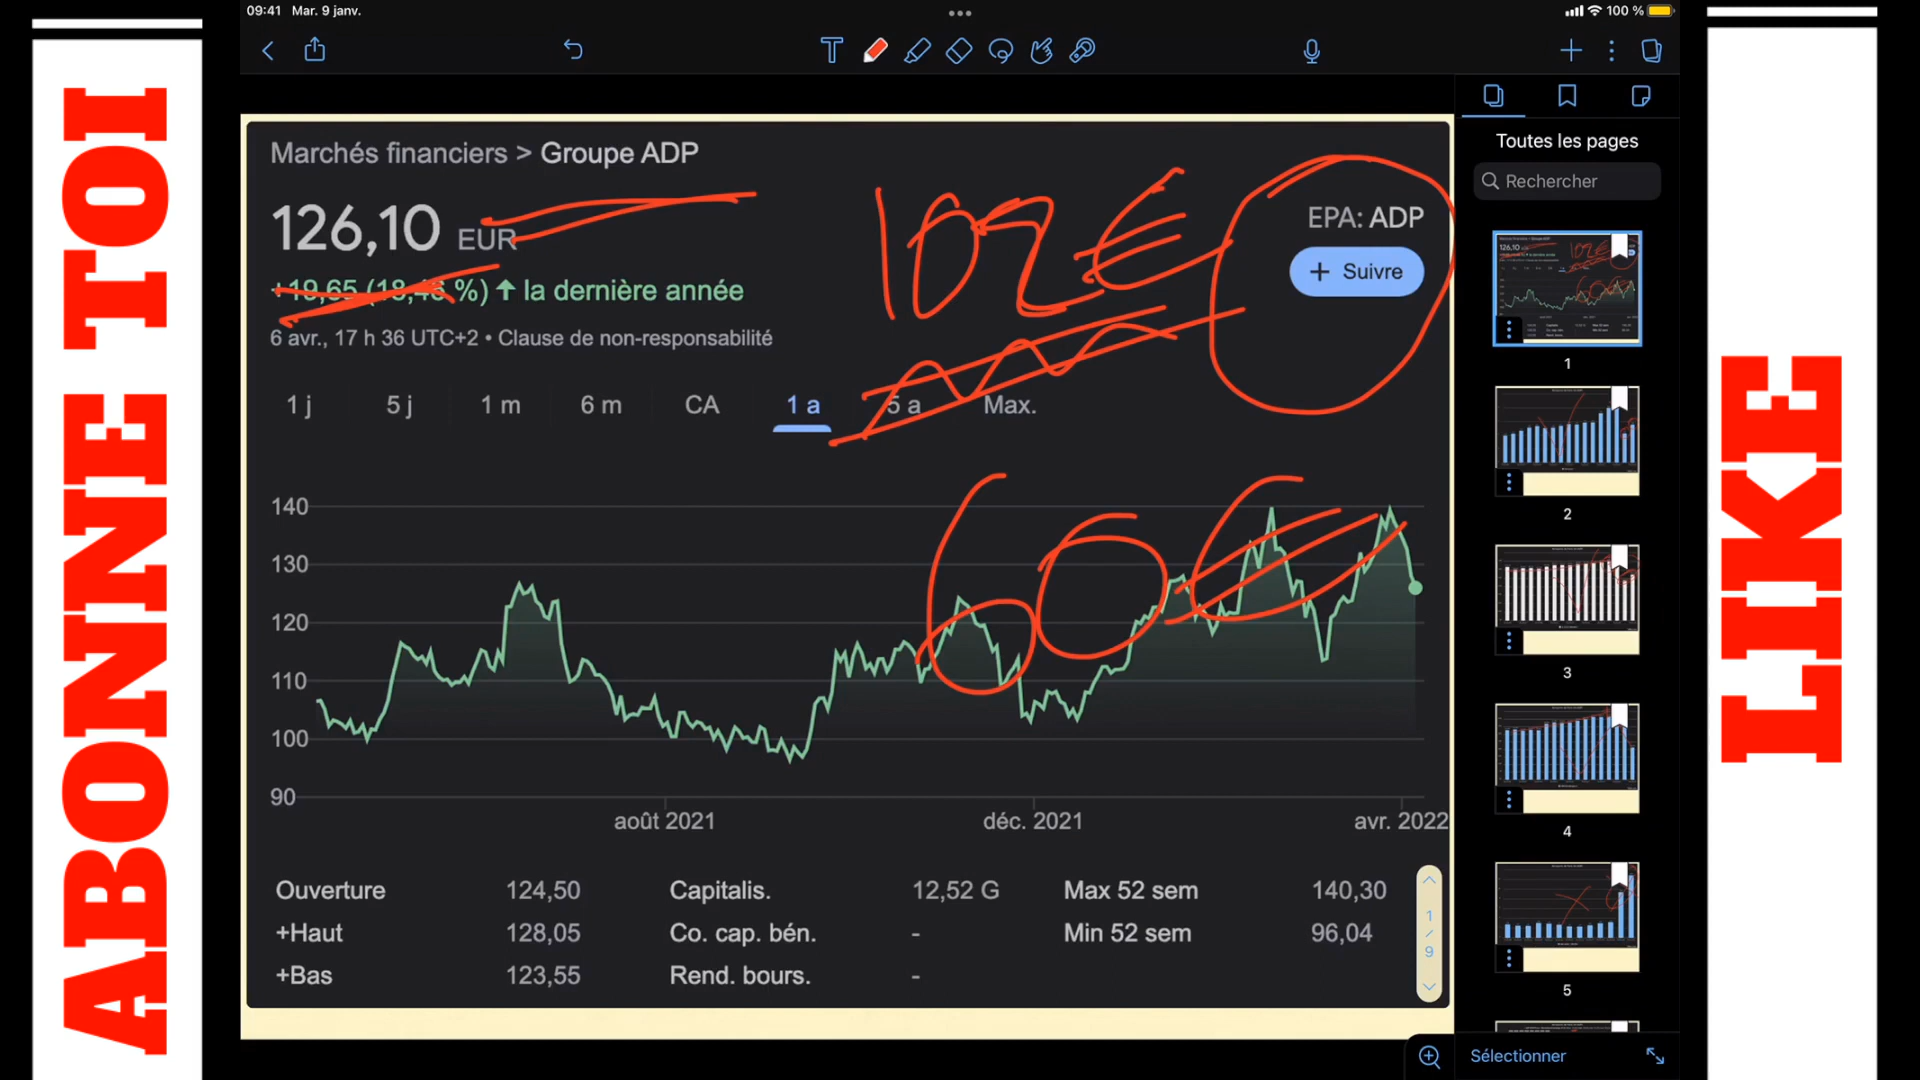 ABONNE TOI
09:41 Mar. 9 janv.
100 %
Marchés financiers > Groupe ADP
126,10 EUR
+19,65 (18,46 %) ↑ la dernière année
6 avr., 17 h 36 UTC+2 • Clause de non-responsabilité
102€
EPA: ADP
+ Suivre
1 j 5 j 1 m 6 m CA 1 a 5 a Max.
60€
140
130
120
110
100
90
août 2021 déc. 2021 avr. 2022
Ouverture 124,50 Capitalis. 12,52 G Max 52 sem 140,30
+Haut 128,05 Co. cap. bén. - Min 52 sem 96,04
+Bas 123,55 Rend. bours. -
1
/
9
Toutes les pages
Rechercher
1
2
3
4
5
Sélectionner
LIKE